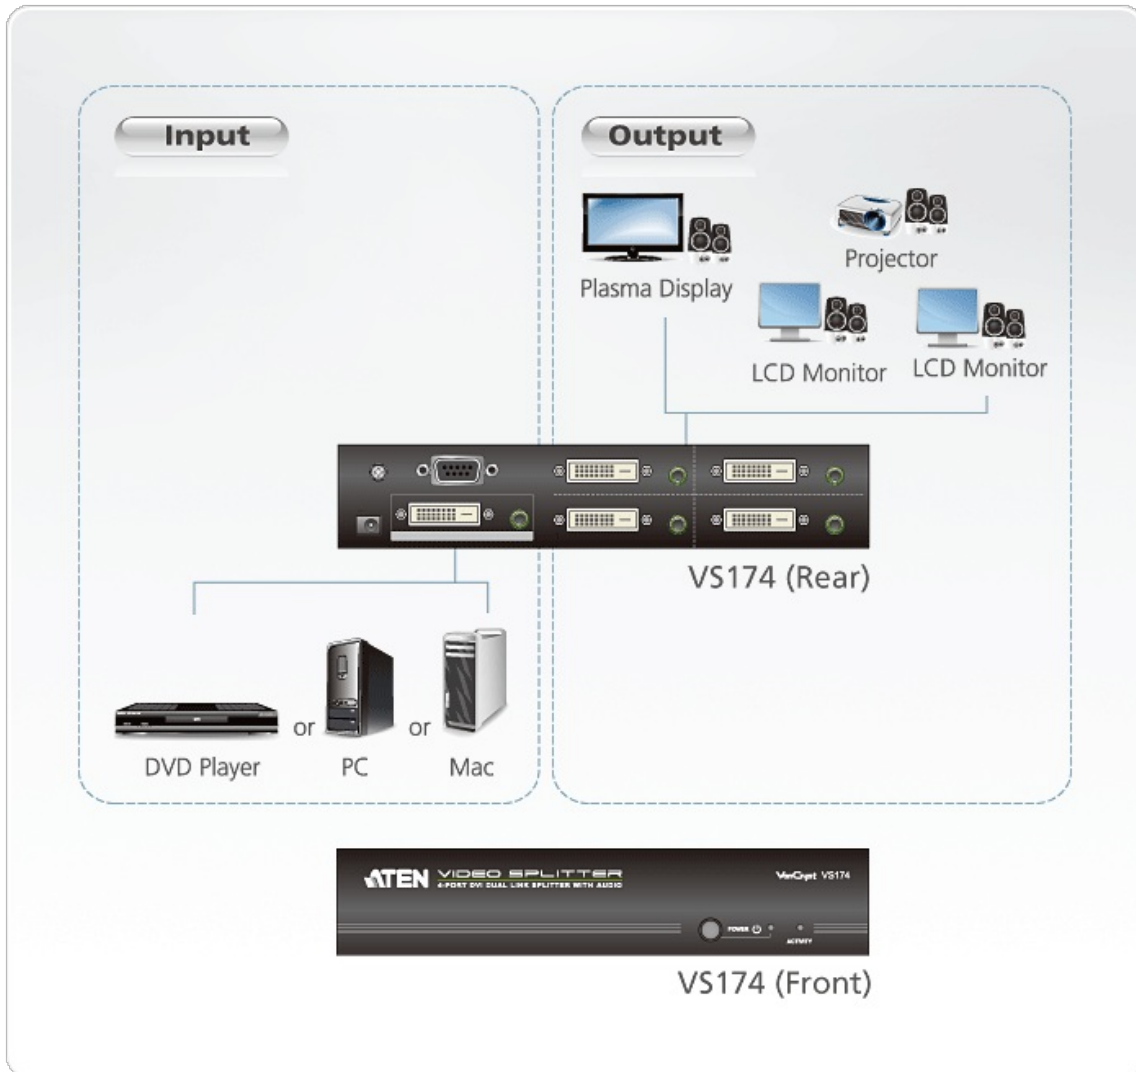 Input
Output
Plasma Display
Projector
LCD Monitor
LCD Monitor
VS174 (Rear)
or
or
DVD Player
PC
Mac
ATEN VIDEO SPLITTER
4-PORT DVI DUAL LINK SPLITTER WITH AUDIO
VanCryst VS174
POWER
ACTIVITY
VS174 (Front)